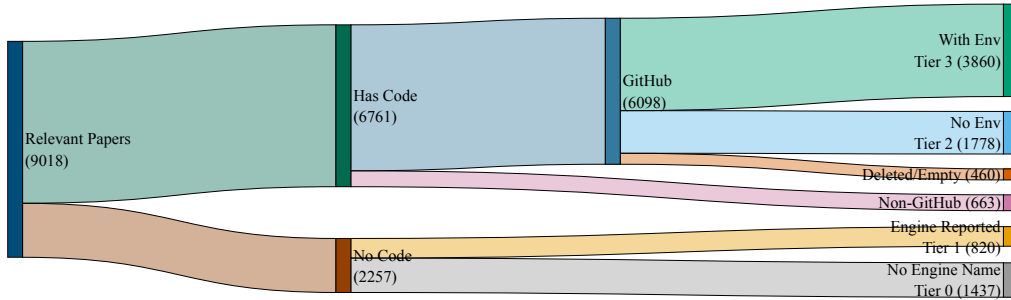 Relevant Papers
(9018)
Has Code
(6761)
No Code
(2257)
GitHub
(6098)
With Env
Tier 3 (3860)
No Env
Tier 2 (1778)
Deleted/Empty (460)
Non-GitHub (663)
Engine Reported
Tier 1 (820)
No Engine Name
Tier 0 (1437)